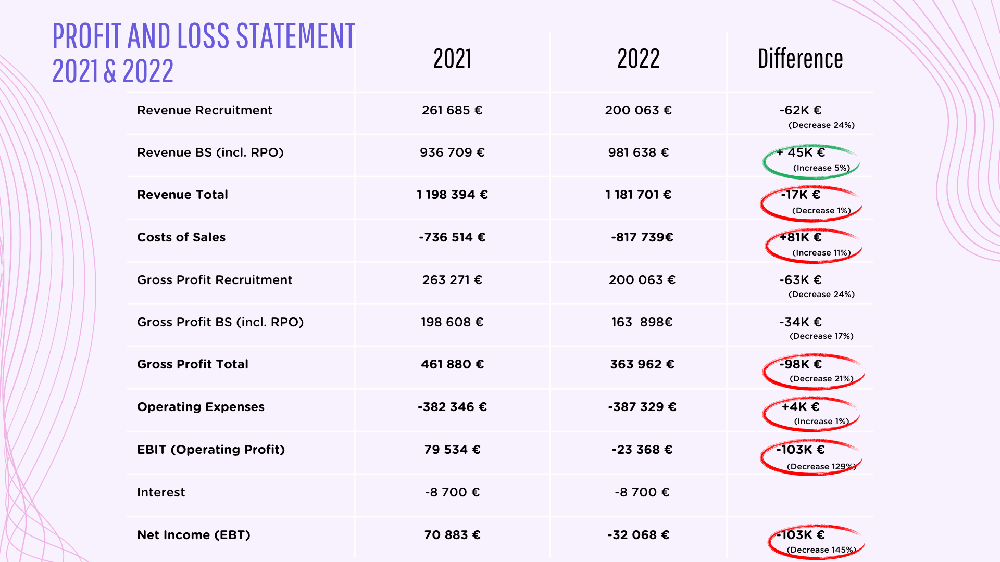 PROFIT AND LOSS STATEMENT
2021 & 2022
2021 2022 Difference
Revenue Recruitment 261 685 € 200 063 € -62K €
(Decrease 24%)
Revenue BS (incl. RPO) 936 709 € 981 638 € + 45K €
(Increase 5%)
Revenue Total 1 198 394 € 1 181 701 € -17K €
(Decrease 1%)
Costs of Sales -736 514 € -817 739€ +81K €
(Increase 11%)
Gross Profit Recruitment 263 271 € 200 063 € -63K €
(Decrease 24%)
Gross Profit BS (incl. RPO) 198 608 € 163  898€ -34K €
(Decrease 17%)
Gross Profit Total 461 880 € 363 962 € -98K €
(Decrease 21%)
Operating Expenses -382 346 € -387 329 € +4K €
(Increase 1%)
EBIT (Operating Profit) 79 534 € -23 368 € -103K €
(Decrease 129%)
Interest -8 700 € -8 700 €
Net Income (EBT) 70 883 € -32 068 € -103K €
(Decrease 145%)